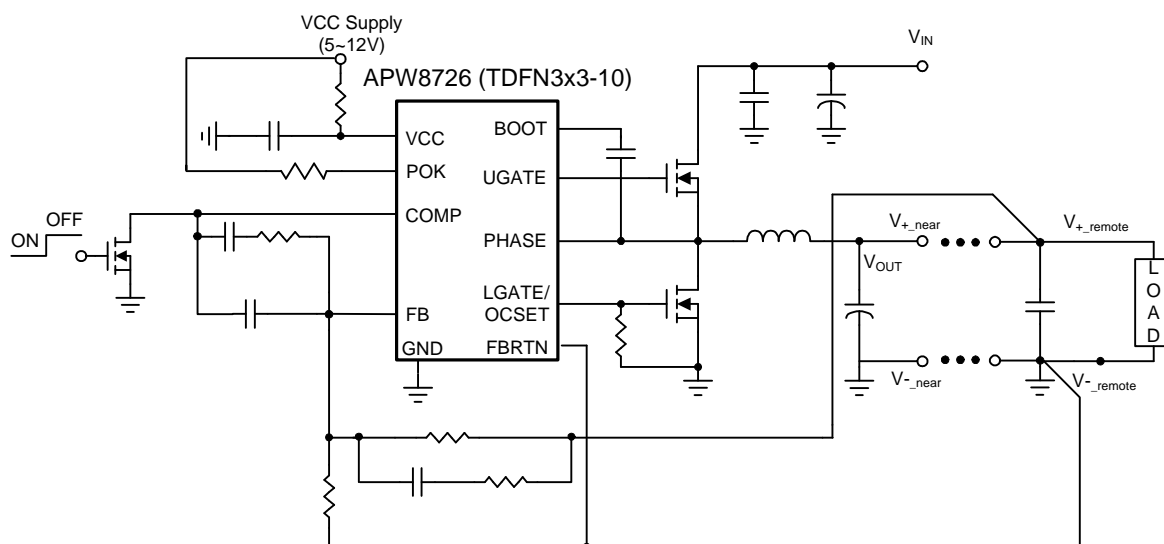 VCC Supply
(5~12V)
APW8726 (TDFN3x3-10)
V_IN
VCC
BOOT
POK
UGATE
OFF
ON
COMP
PHASE
V+_near
V+_remote
V_OUT
LGATE/
OCSET
FB
GND
FBRTN
V-_near
V-_remote
L
O
A
D